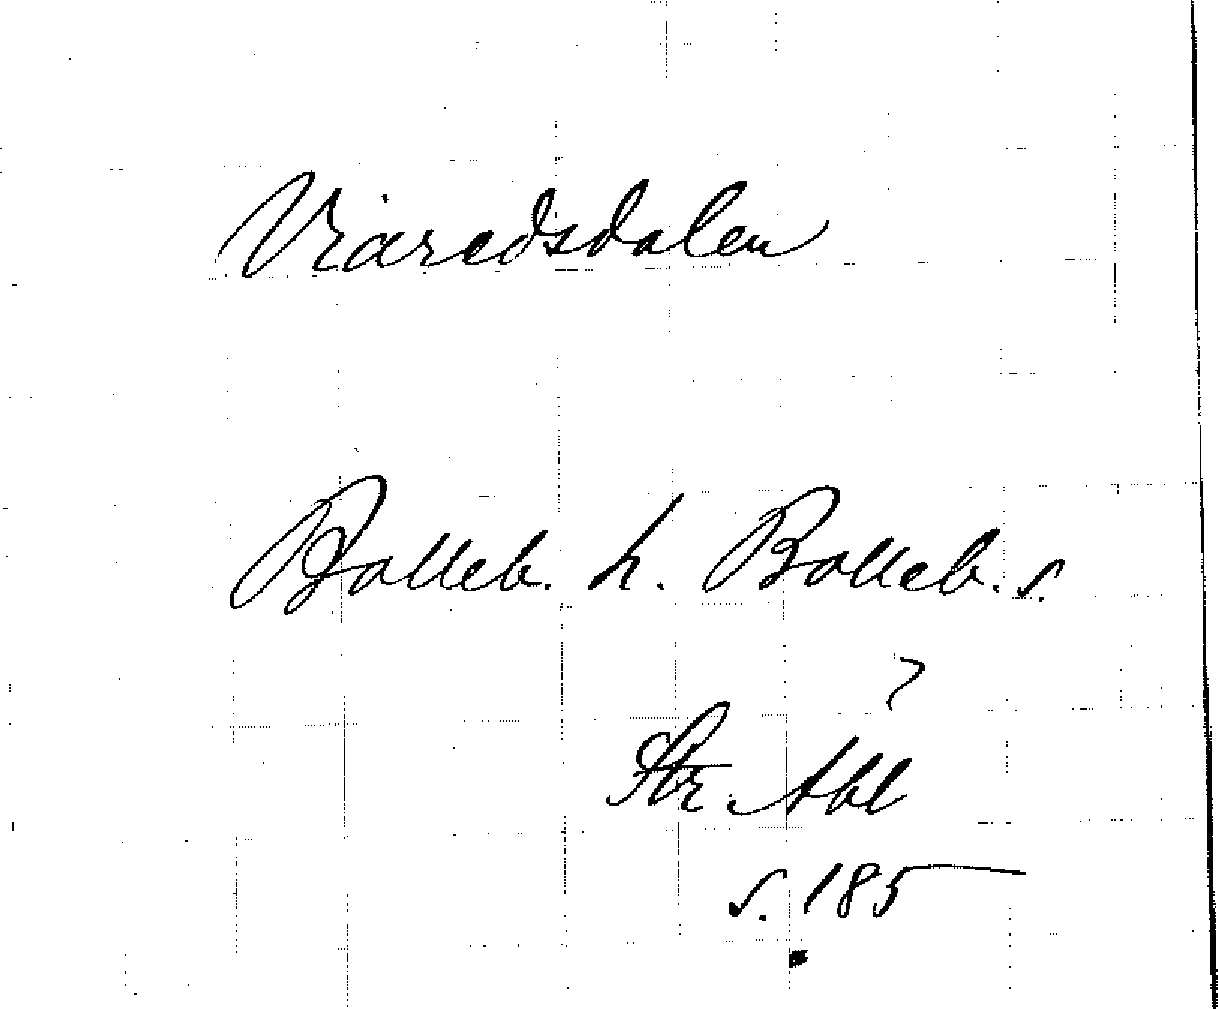 Viaredsdalen
Bolleb. h. Bolleb. s.
?
Str. Abl
s. 185